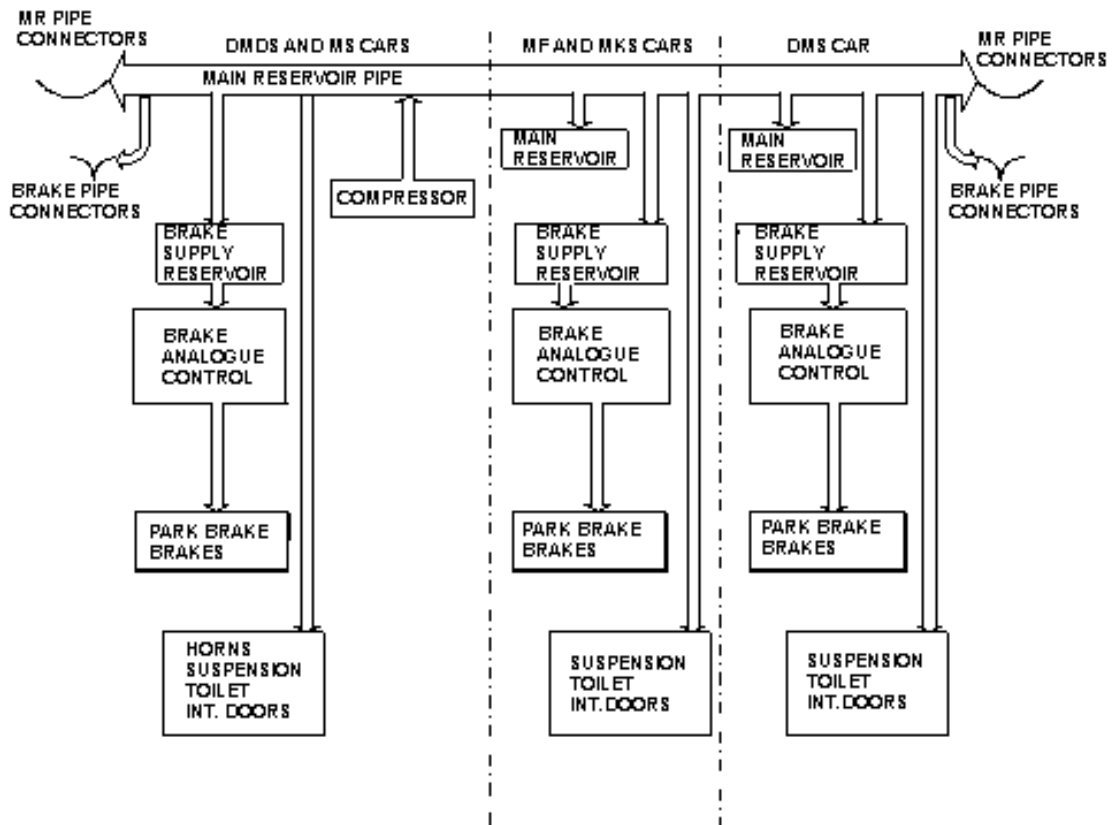 MR PIPE
CONNECTORS
DMDS AND MS CARS
MF AND MKS CARS
DMS CAR
MR PIPE
CONNECTORS
MAIN RESERVOIR PIPE
BRAKE PIPE
CONNECTORS
COMPRESSOR
MAIN
RESERVOIR
MAIN
RESERVOIR
BRAKE PIPE
CONNECTORS
BRAKE
SUPPLY
RESERVOIR
BRAKE
SUPPLY
RESERVOIR
BRAKE
SUPPLY
RESERVOIR
BRAKE
ANALOGUE
CONTROL
BRAKE
ANALOGUE
CONTROL
BRAKE
ANALOGUE
CONTROL
PARK BRAKE
BRAKES
PARK BRAKE
BRAKES
PARK BRAKE
BRAKES
HORNS
SUSPENSION
TOILET
INT. DOORS
SUSPENSION
TOILET
INT.DOORS
SUSPENSION
TOILET
INT.DOORS